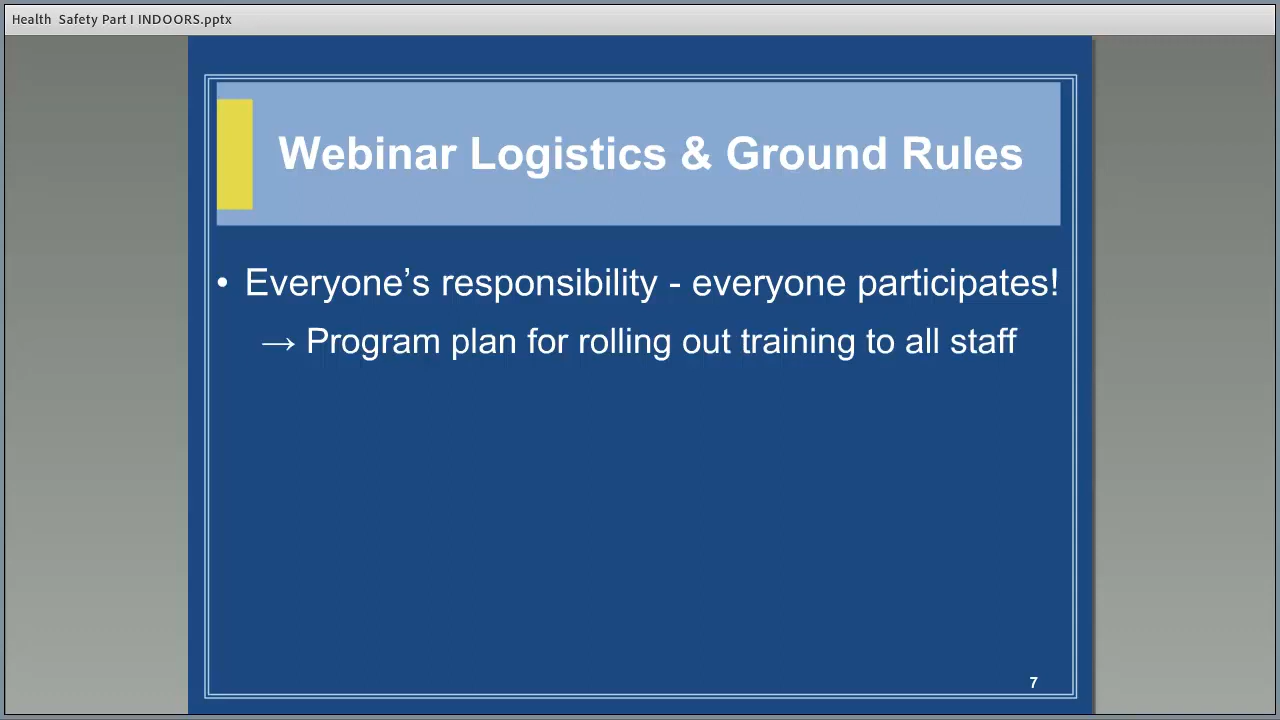 Health  Safety Part I INDOORS.pptx
Webinar Logistics & Ground Rules
• Everyone’s responsibility - everyone participates!
→ Program plan for rolling out training to all staff
7